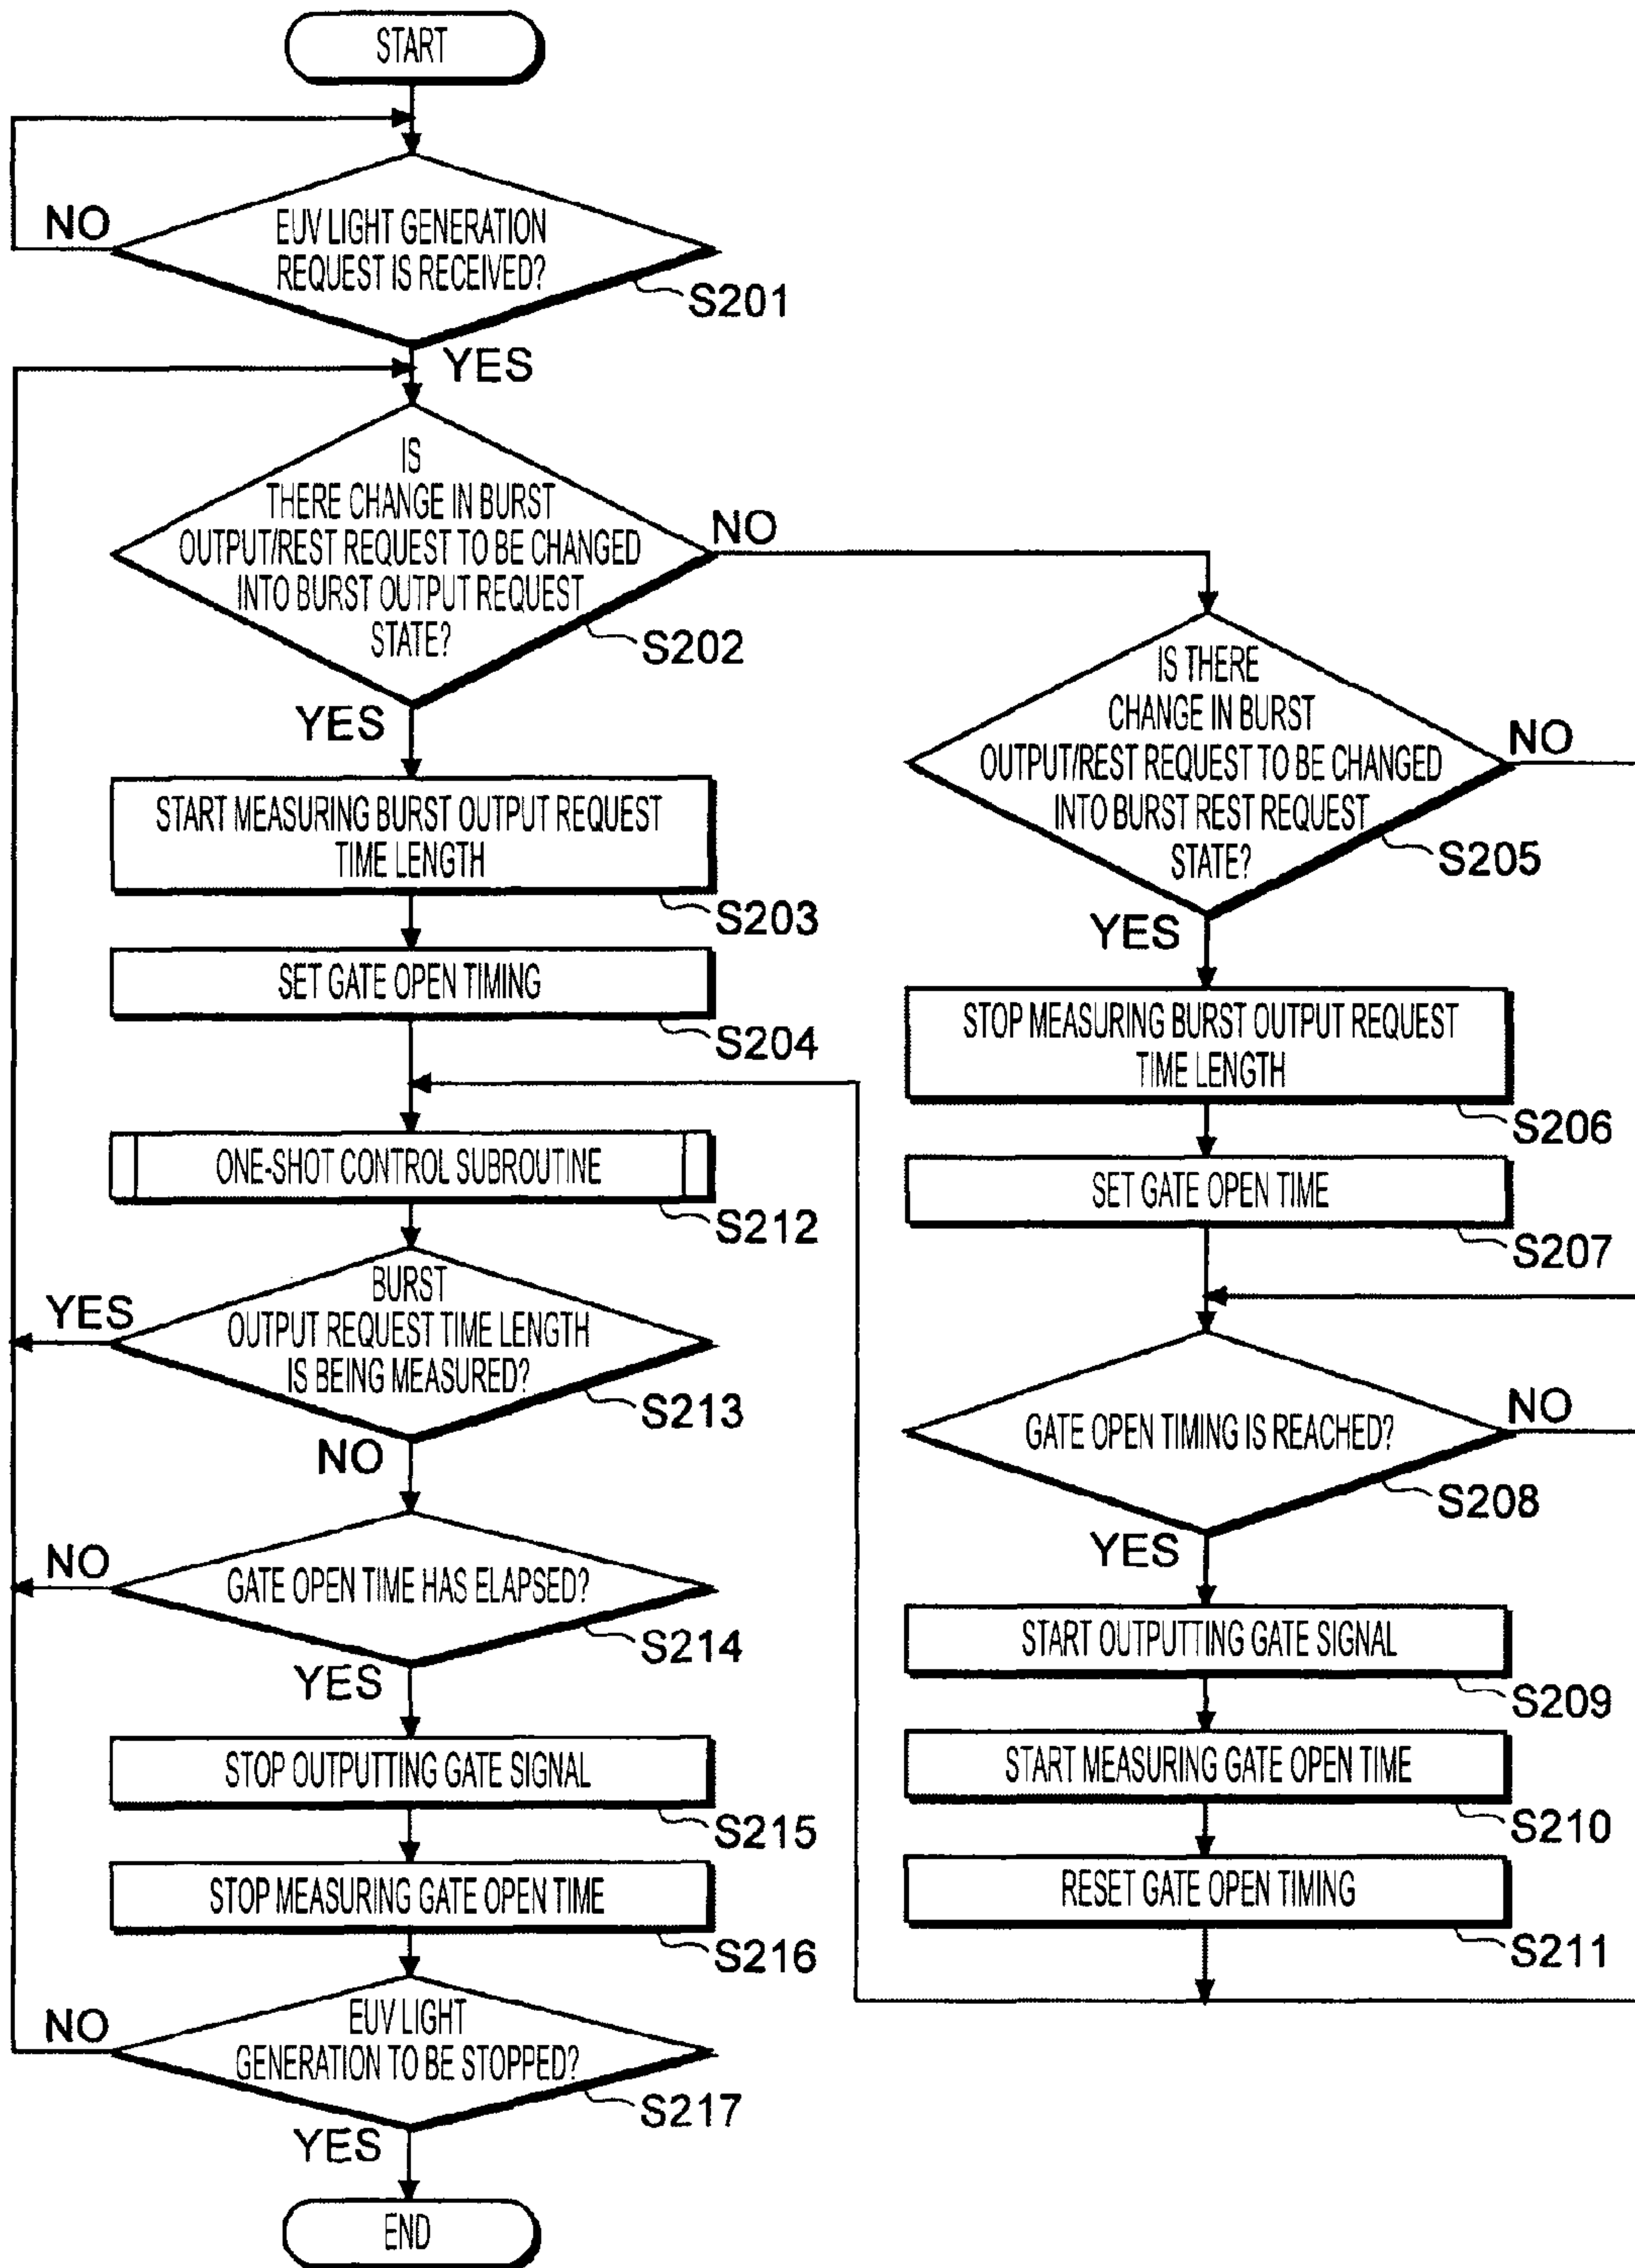 START
NO
EUV LIGHT GENERATION
REQUEST IS RECEIVED?
S201
YES
IS
THERE CHANGE IN BURST
OUTPUT/REST REQUEST TO BE CHANGED
INTO BURST OUTPUT REQUEST
STATE?
NO
S202
YES
START MEASURING BURST OUTPUT REQUEST
TIME LENGTH
S203
SET GATE OPEN TIMING
S204
IS THERE
CHANGE IN BURST
OUTPUT/REST REQUEST TO BE CHANGED
INTO BURST REST REQUEST
STATE?
NO
S205
YES
STOP MEASURING BURST OUTPUT REQUEST
TIME LENGTH
S206
SET GATE OPEN TIME
S207
GATE OPEN TIMING IS REACHED?
NO
S208
YES
START OUTPUTTING GATE SIGNAL
S209
START MEASURING GATE OPEN TIME
S210
RESET GATE OPEN TIMING
S211
ONE-SHOT CONTROL SUBROUTINE
S212
YES
BURST
OUTPUT REQUEST TIME LENGTH
IS BEING MEASURED?
S213
NO
NO
GATE OPEN TIME HAS ELAPSED?
S214
YES
STOP OUTPUTTING GATE SIGNAL
S215
STOP MEASURING GATE OPEN TIME
S216
NO
EUV LIGHT
GENERATION TO BE STOPPED?
S217
YES
END